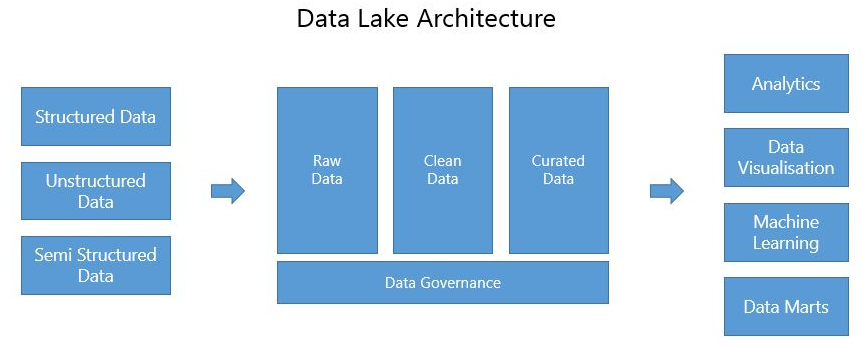 Data Lake Architecture
Structured Data
Unstructured
Data
Semi Structured
Data
Raw
Data
Clean
Data
Curated
Data
Data Governance
Analytics
Data
Visualisation
Machine
Learning
Data Marts